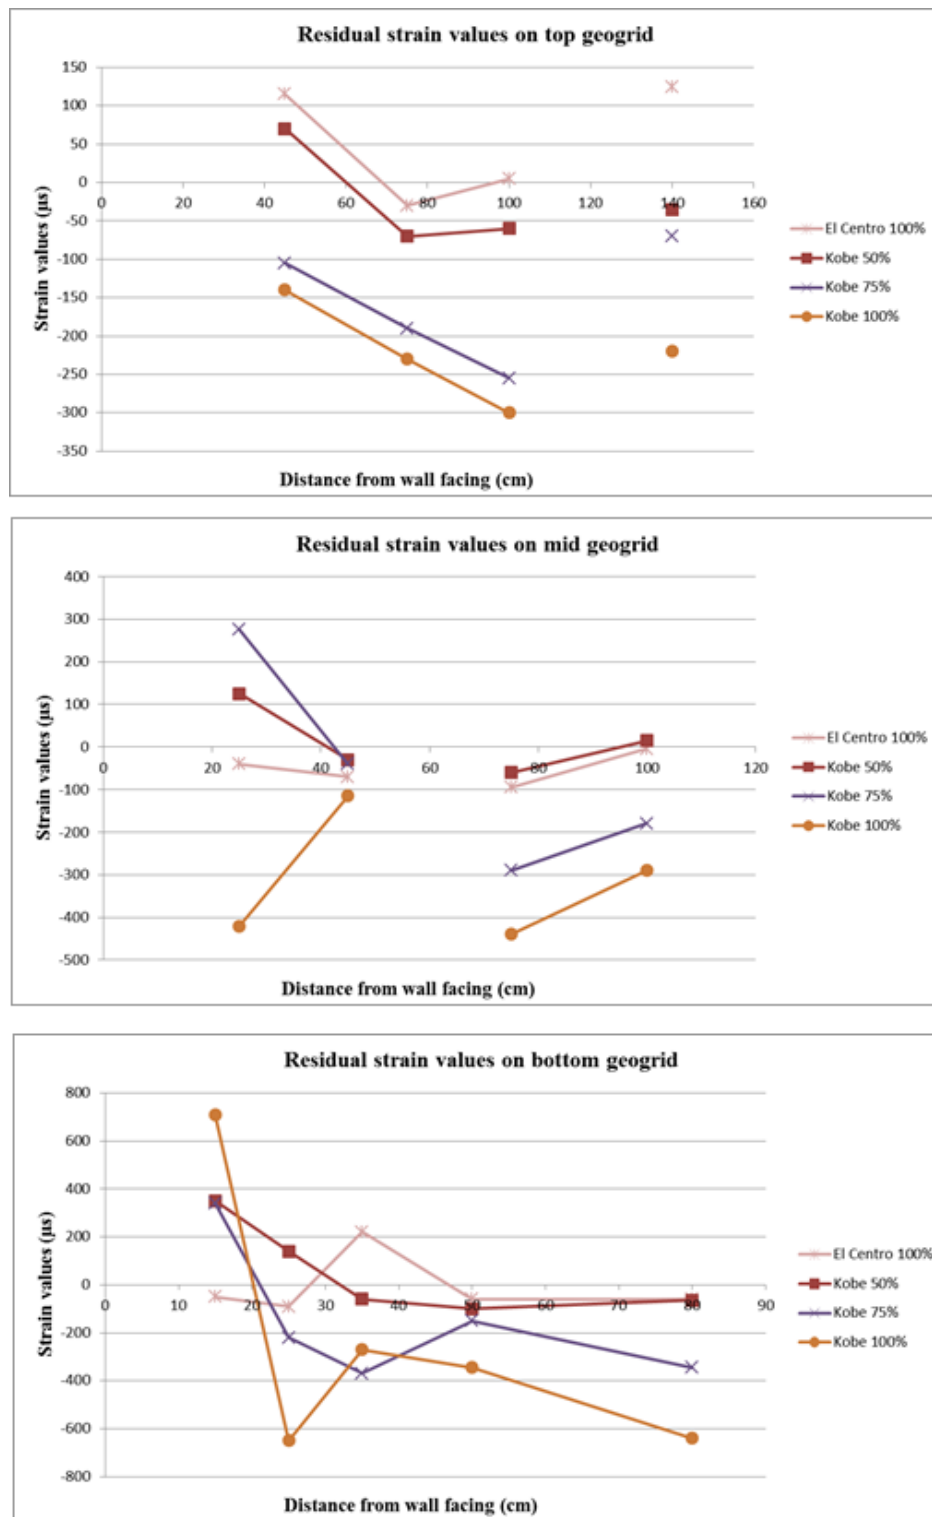 Residual strain values on top geogrid
150
100
50
0
-50
-100
-150
-200
-250
-300
-350
0 20 40 60 80 100 120 140 160
Strain values (µs)
Distance from wall facing (cm)
El Centro 100%
Kobe 50%
Kobe 75%
Kobe 100%
Residual strain values on mid geogrid
400
300
200
100
0
-100
-200
-300
-400
-500
0 20 40 60 80 100 120
Strain values (µs)
Distance from wall facing (cm)
El Centro 100%
Kobe 50%
Kobe 75%
Kobe 100%
Residual strain values on bottom geogrid
800
600
400
200
0
-200
-400
-600
-800
0 10 20 30 40 50 60 70 80 90
Strain values (µs)
Distance from wall facing (cm)
El Centro 100%
Kobe 50%
Kobe 75%
Kobe 100%